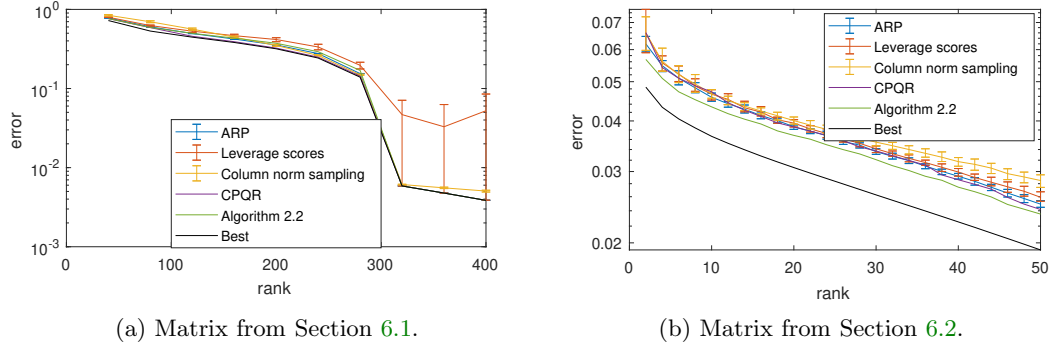 10^0
10^-1
10^-2
10^-3
error
0
100
200
300
400
rank
ARP
Leverage scores
Column norm sampling
CPQR
Algorithm 2.2
Best
(a) Matrix from Section 6.1.
0.07
0.06
0.05
0.04
0.03
0.02
error
0
10
20
30
40
50
rank
ARP
Leverage scores
Column norm sampling
CPQR
Algorithm 2.2
Best
(b) Matrix from Section 6.2.